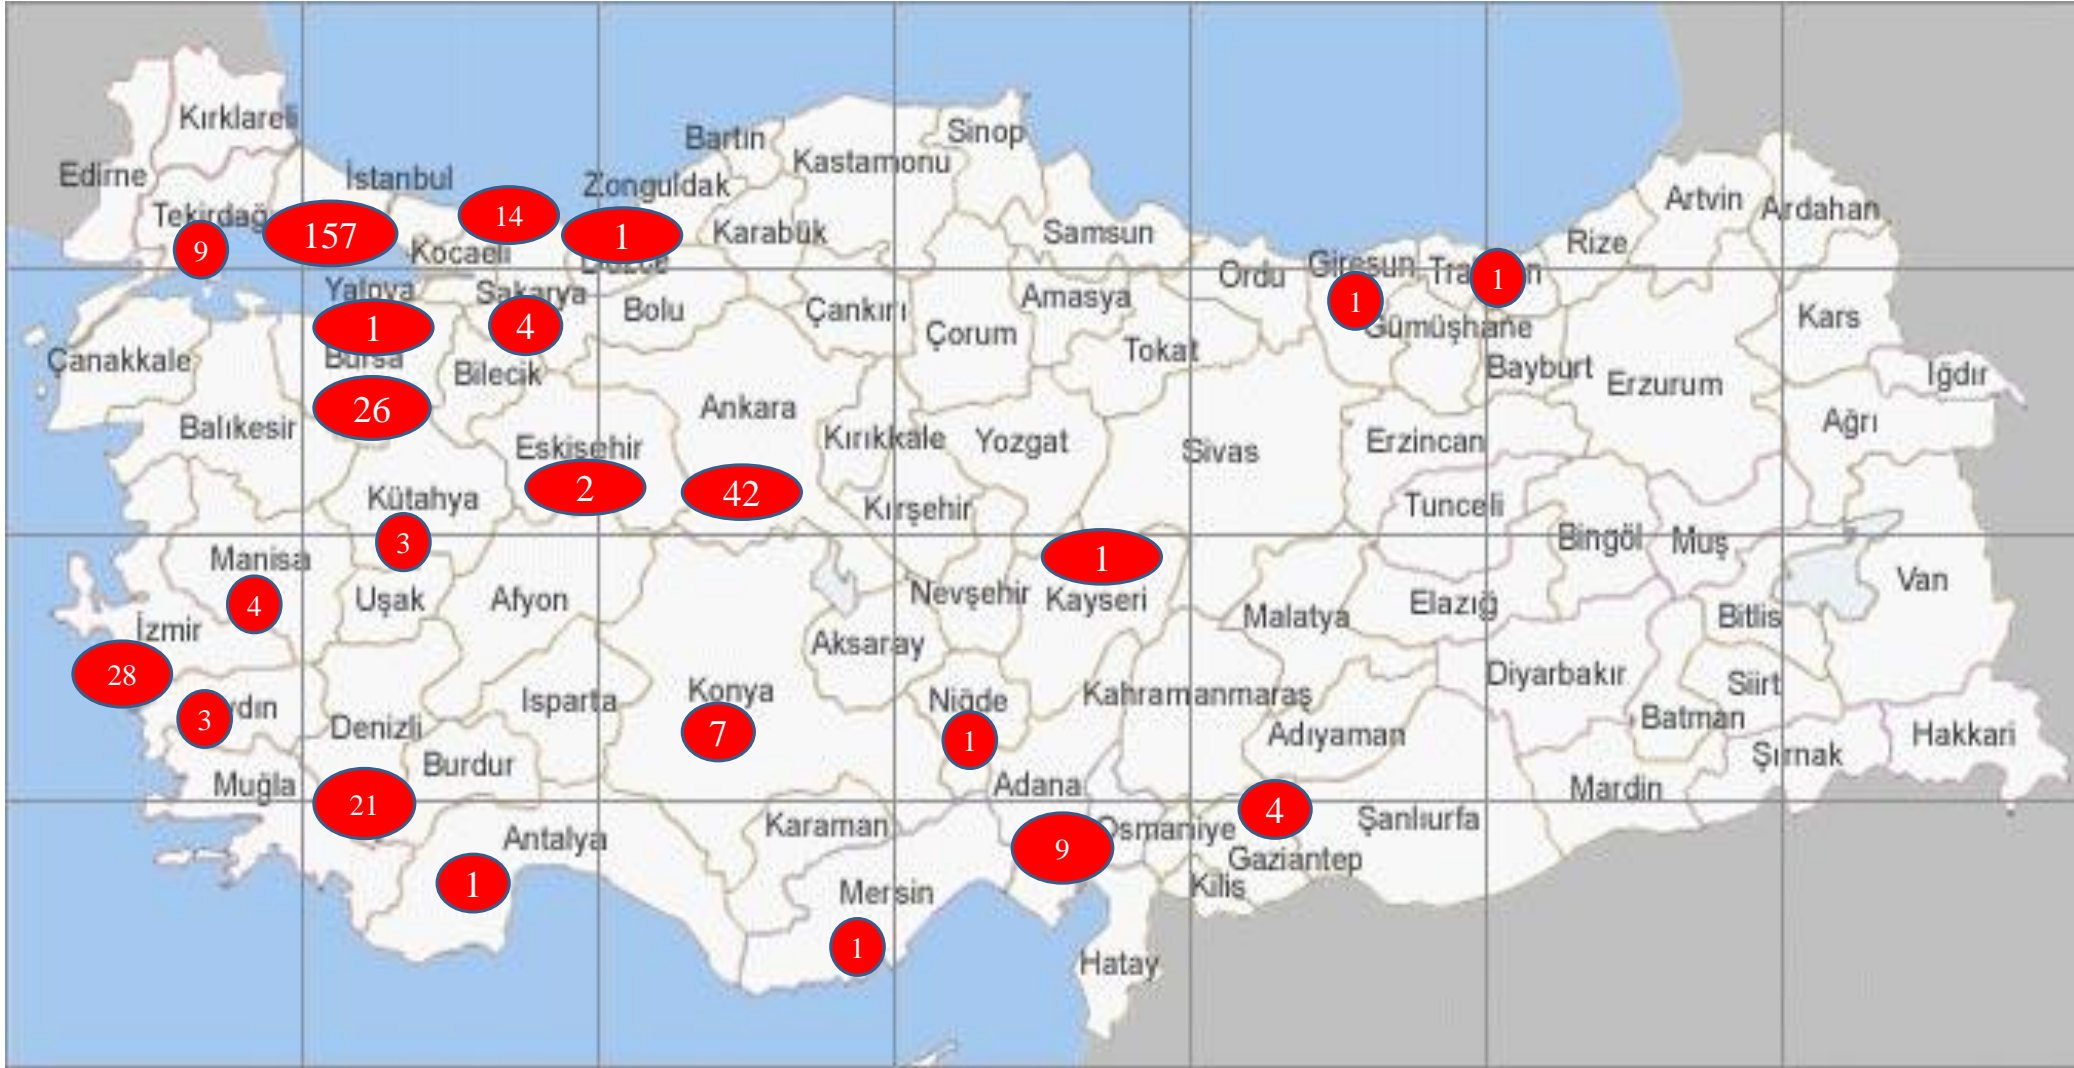 Kırklareli
Edirne
Tekirdağ
9
İstanbul
157
14
Kocaeli
Zonguldak
1
Bartın
Karabük
Kastamonu
Sinop
Samsun
Ordu
Giresun
1
1
Rize
Artvin
Ardahan
Kars
Iğdır
Ağrı
Yalova
1
Bursa
26
Sakarya
4
Düzce
Bolu
Çankırı
Çorum
Amasya
Tokat
Gümüşhane
Bayburt
Erzurum
Çanakkale
Balıkesir
Bilecik
Eskişehir
2
Ankara
42
Kırıkkale
Yozgat
Sivas
Erzincan
Tunceli
Bingöl
Muş
Van
Kütahya
3
Kırşehir
Manisa
4
Uşak
Afyon
Nevşehir
1
Kayseri
Malatya
Elazığ
Bitlis
İzmir
28
Aksaray
Konya
7
Niğde
1
Kahramanmaraş
Adıyaman
Diyarbakır
Batman
Siirt
Şırnak
Hakkari
3
ydın
Denizli
Isparta
Burdur
Muğla
21
Antalya
1
Karaman
Mersin
1
Adana
9
Osmaniye
4
Gaziantep
Kilis
Şanlıurfa
Mardin
Hatay